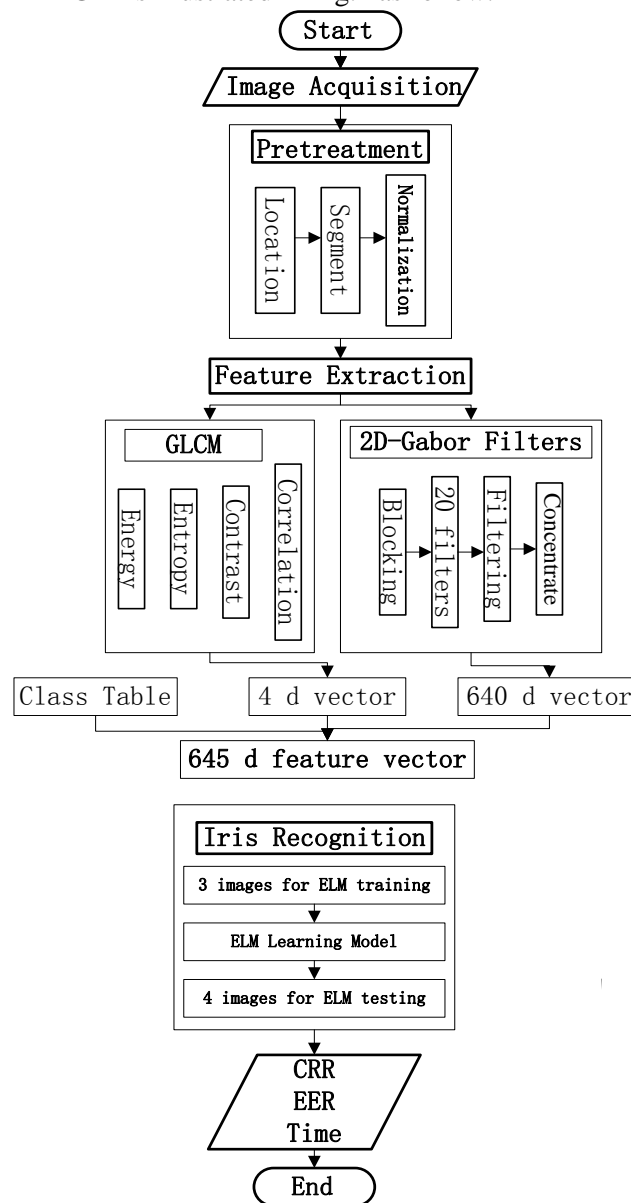 Start
Image Acquisition
Pretreatment
Location
Segment
Normalization
Feature Extraction
GLCM
Energy
Entropy
Contrast
Correlation
2D-Gabor Filters
Blocking
20 filters
Filtering
Concentrate
Class Table
4 d vector
640 d vector
645 d feature vector
Iris Recognition
3 images for ELM training
ELM Learning Model
4 images for ELM testing
CRR
EER
Time
End